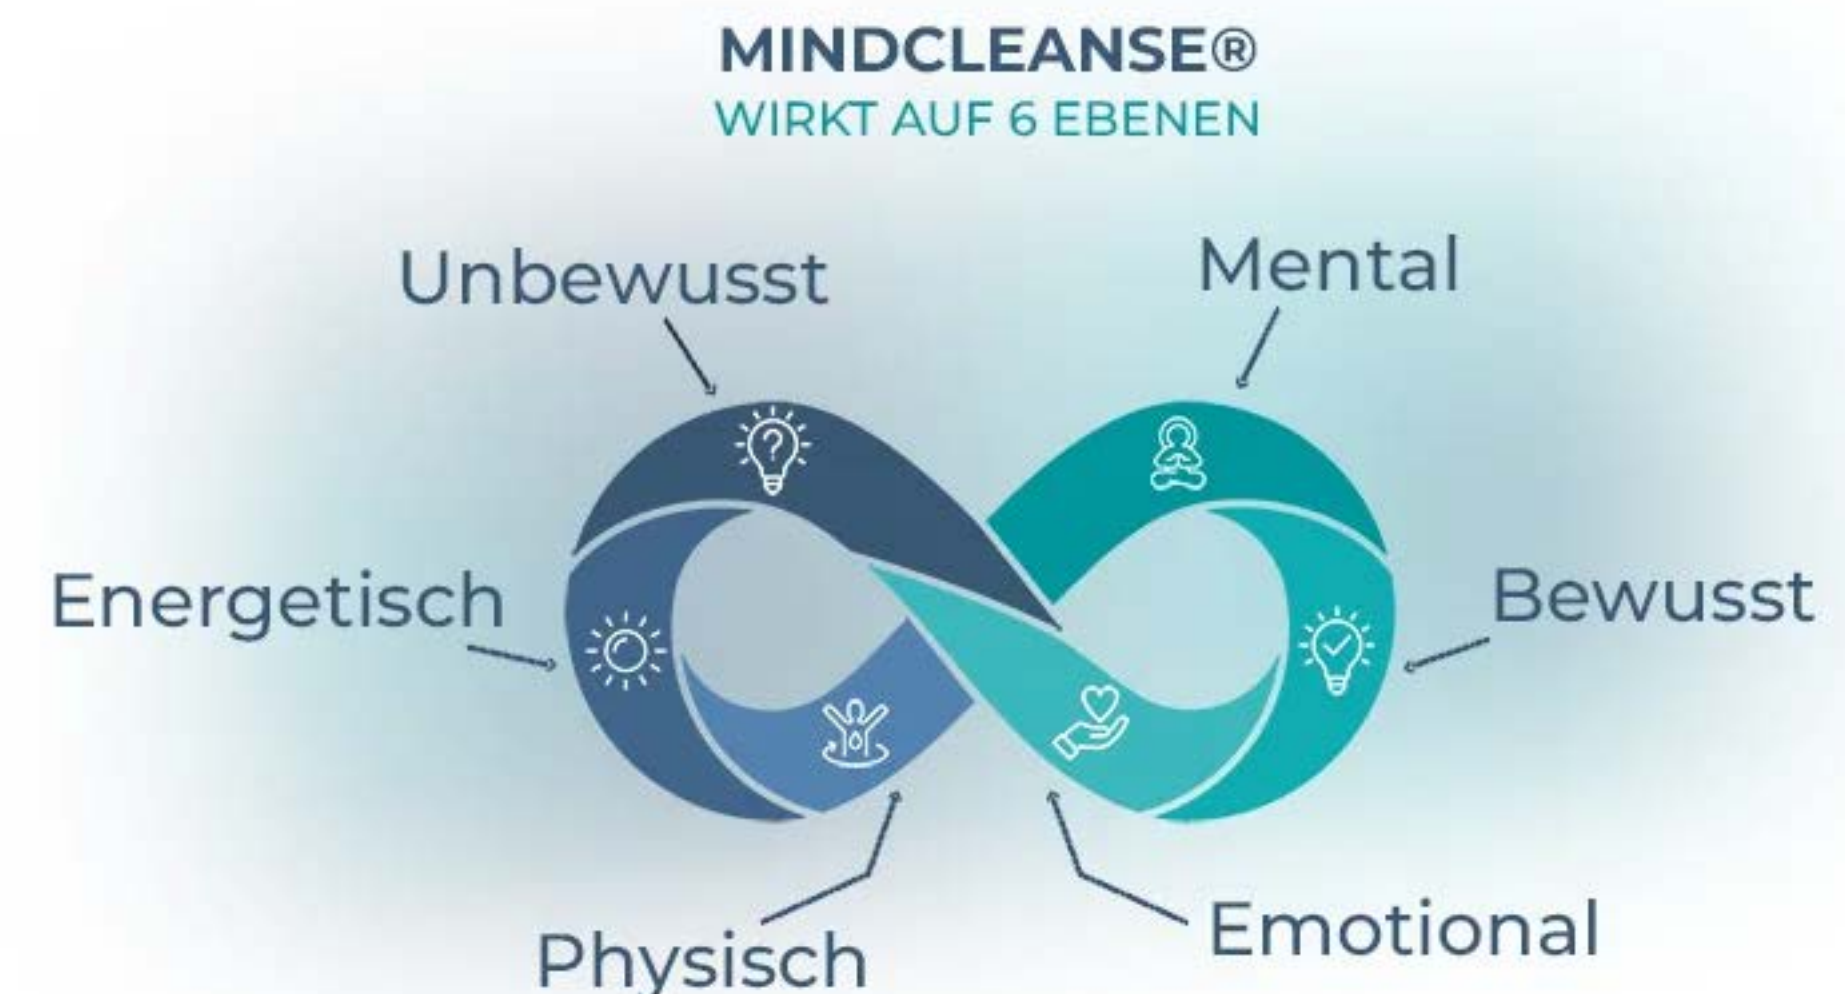 MINDCLEANSE®
WIRKT AUF 6 EBENEN
Unbewusst
Mental
Energetisch
Bewusst
Physisch
Emotional
?